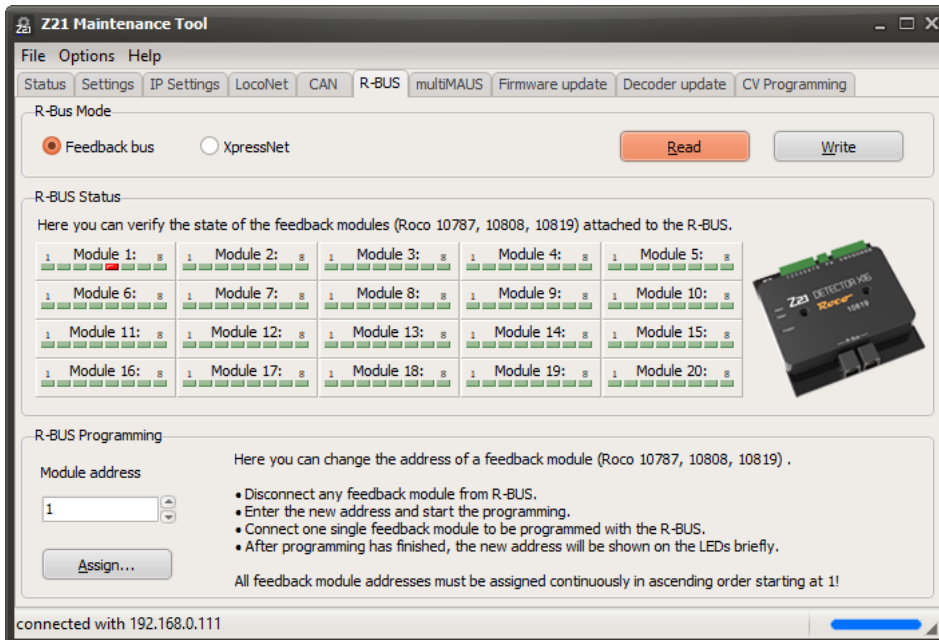 Z21 Maintenance Tool
File Options Help
Status Settings IP Settings LocoNet CAN R-BUS multiMAUS Firmware update Decoder update CV Programming
R-Bus Mode
Feedback bus XpressNet Read Write
R-BUS Status
Here you can verify the state of the feedback modules (Roco 10787, 10808, 10819) attached to the R-BUS.
1 Module 1: 8 1 Module 2: 8 1 Module 3: 8 1 Module 4: 8 1 Module 5: 8
1 Module 6: 8 1 Module 7: 8 1 Module 8: 8 1 Module 9: 8 1 Module 10: 8
1 Module 11: 8 1 Module 12: 8 1 Module 13: 8 1 Module 14: 8 1 Module 15: 8
1 Module 16: 8 1 Module 17: 8 1 Module 18: 8 1 Module 19: 8 1 Module 20: 8
Z21 DETECTOR X16
Roco
10819
R-BUS Programming
Module address
1
Assign...
Here you can change the address of a feedback module (Roco 10787, 10808, 10819) .
• Disconnect any feedback module from R-BUS.
• Enter the new address and start the programming.
• Connect one single feedback module to be programmed with the R-BUS.
• After programming has finished, the new address will be shown on the LEDs briefly.
All feedback module addresses must be assigned continuously in ascending order starting at 1!
connected with 192.168.0.111